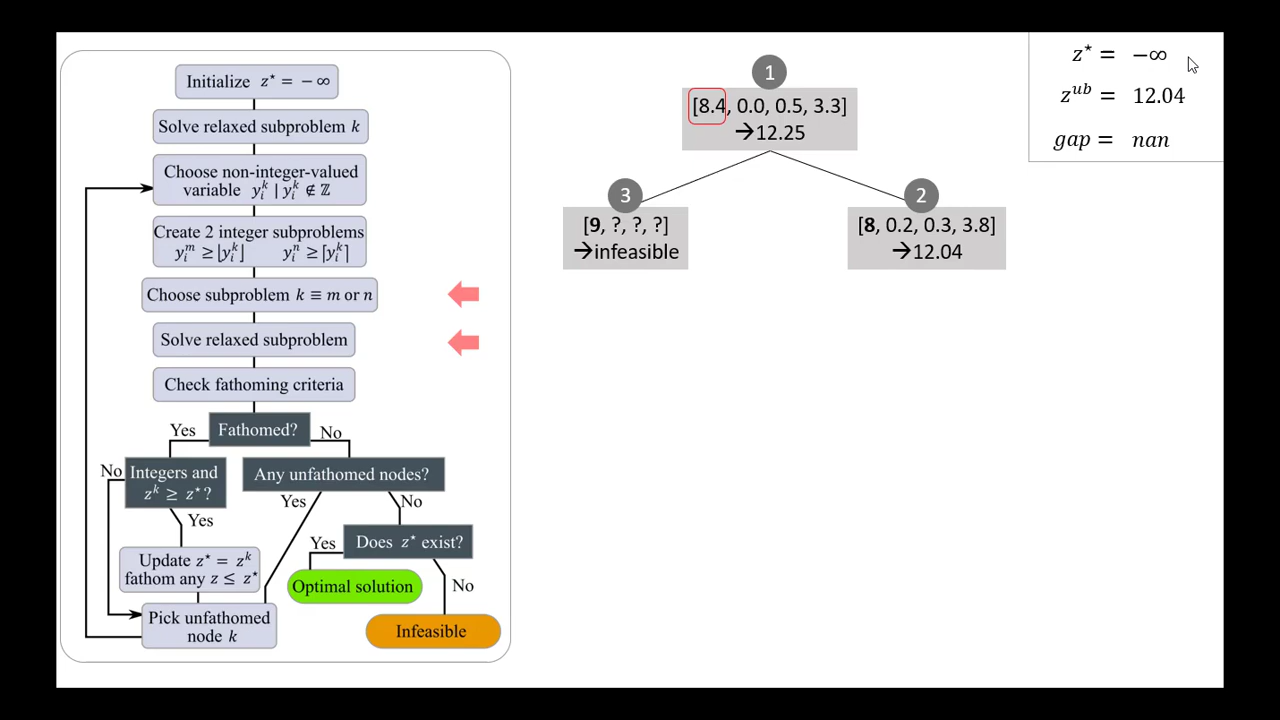 Initialize z* = − ∞
Solve relaxed subproblem k
Choose non-integer-valued
variable y_i^k | y_i^k ∉ ℤ
Create 2 integer subproblems
y_i^m ≥ ⌊y_i^k⌋ y_i^n ≥ ⌈y_i^k⌉
Choose subproblem k ≡ m or n
Solve relaxed subproblem
Check fathoming criteria
Fathomed?
Yes
No
Integers and
z^k ≥ z*?
No
Yes
Any unfathomed nodes?
Yes
No
Does z* exist?
Yes
No
Update z* = z^k
fathom any z ≤ z*
Optimal solution
Pick unfathomed
node k
Infeasible
1
[8.4, 0.0, 0.5, 3.3]
→12.25
3
[9, ?, ?, ?]
→infeasible
2
[8, 0.2, 0.3, 3.8]
→12.04
z* = −∞
z^ub = 12.04
gap = nan